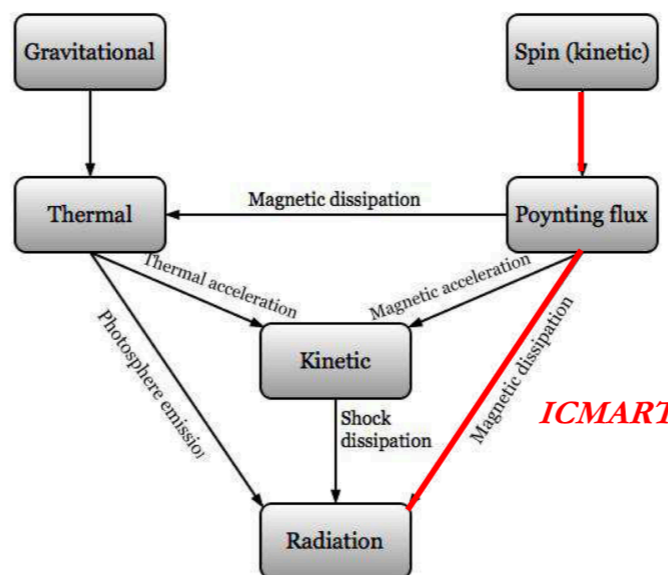 Gravitational
Spin (kinetic)
Thermal
Magnetic dissipation
Poynting flux
Thermal acceleration
Magnetic acceleration
Photosphere emission
Kinetic
Magnetic dissipation
Shock
dissipation
ICMART
Radiation